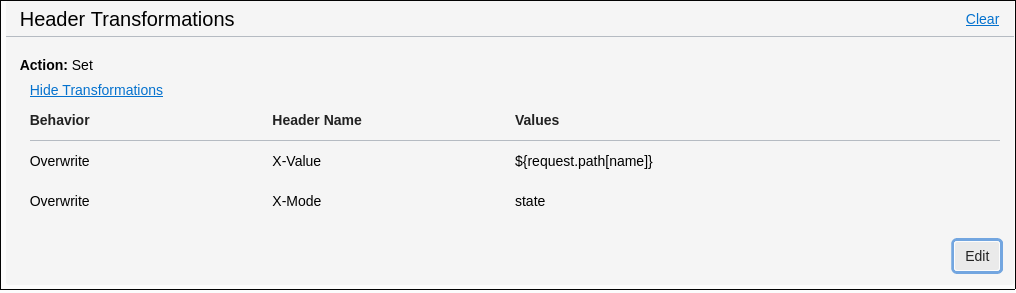 Header Transformations Clear
Action: Set
Hide Transformations
Behavior Header Name Values
Overwrite X-Value ${request.path[name]}
Overwrite X-Mode state
Edit